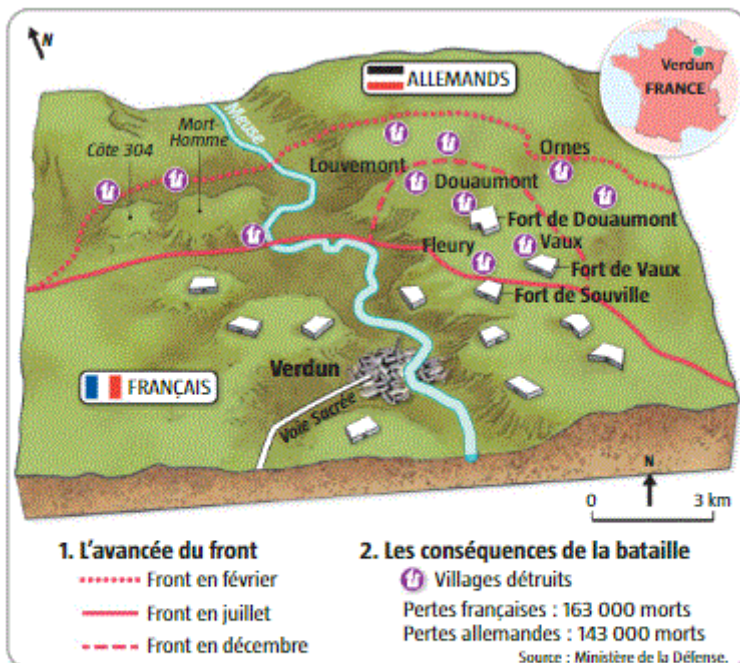 N
ALLEMANDS
Verdun
FRANCE
Meuse
Côte 304
Mort-
Homme
Louvemont
Ornes
Douaumont
Fort de Douaumont
Fleury
Vaux
Fort de Vaux
Fort de Souville
Verdun
FRANÇAIS
Voie Sacrée
N
0 3 km
1. L'avancée du front
Front en février
Front en juillet
Front en décembre
2. Les conséquences de la bataille
Villages détruits
Pertes françaises : 163 000 morts
Pertes allemandes : 143 000 morts
Source : Ministère de la Défense.